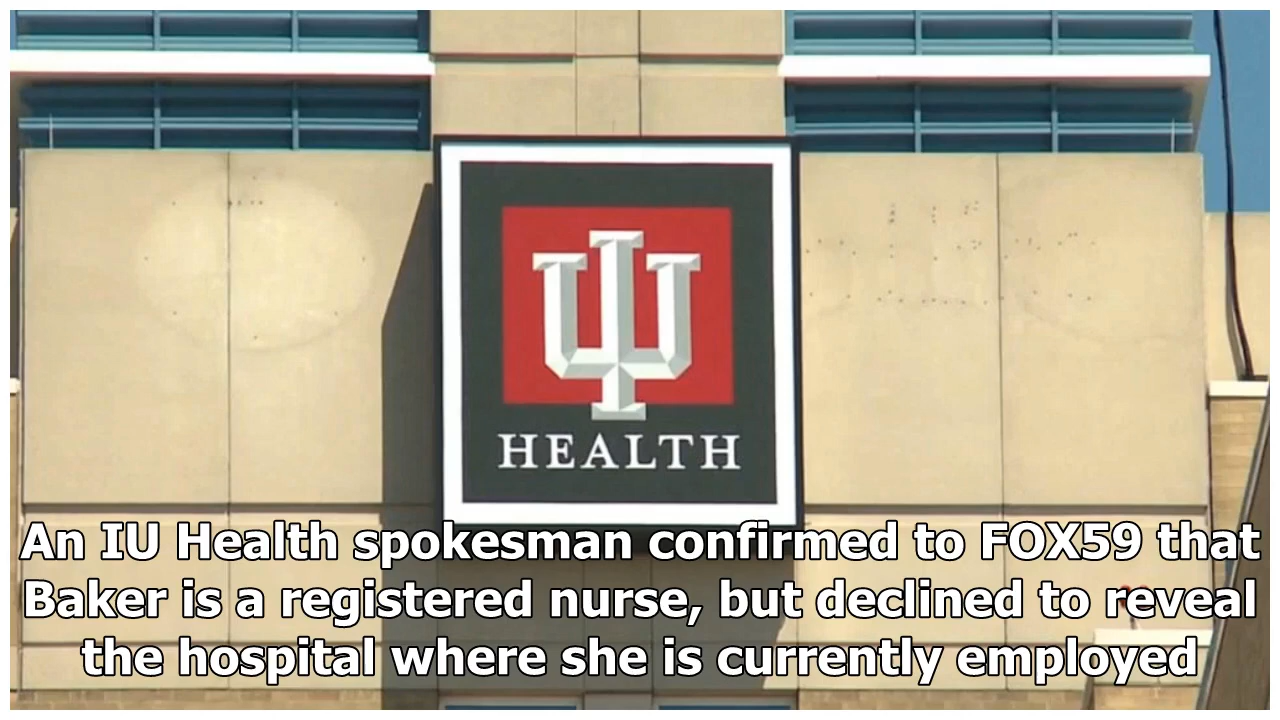 IU
HEALTH
An IU Health spokesman confirmed to FOX59 that
Baker is a registered nurse, but declined to reveal
the hospital where she is currently employed